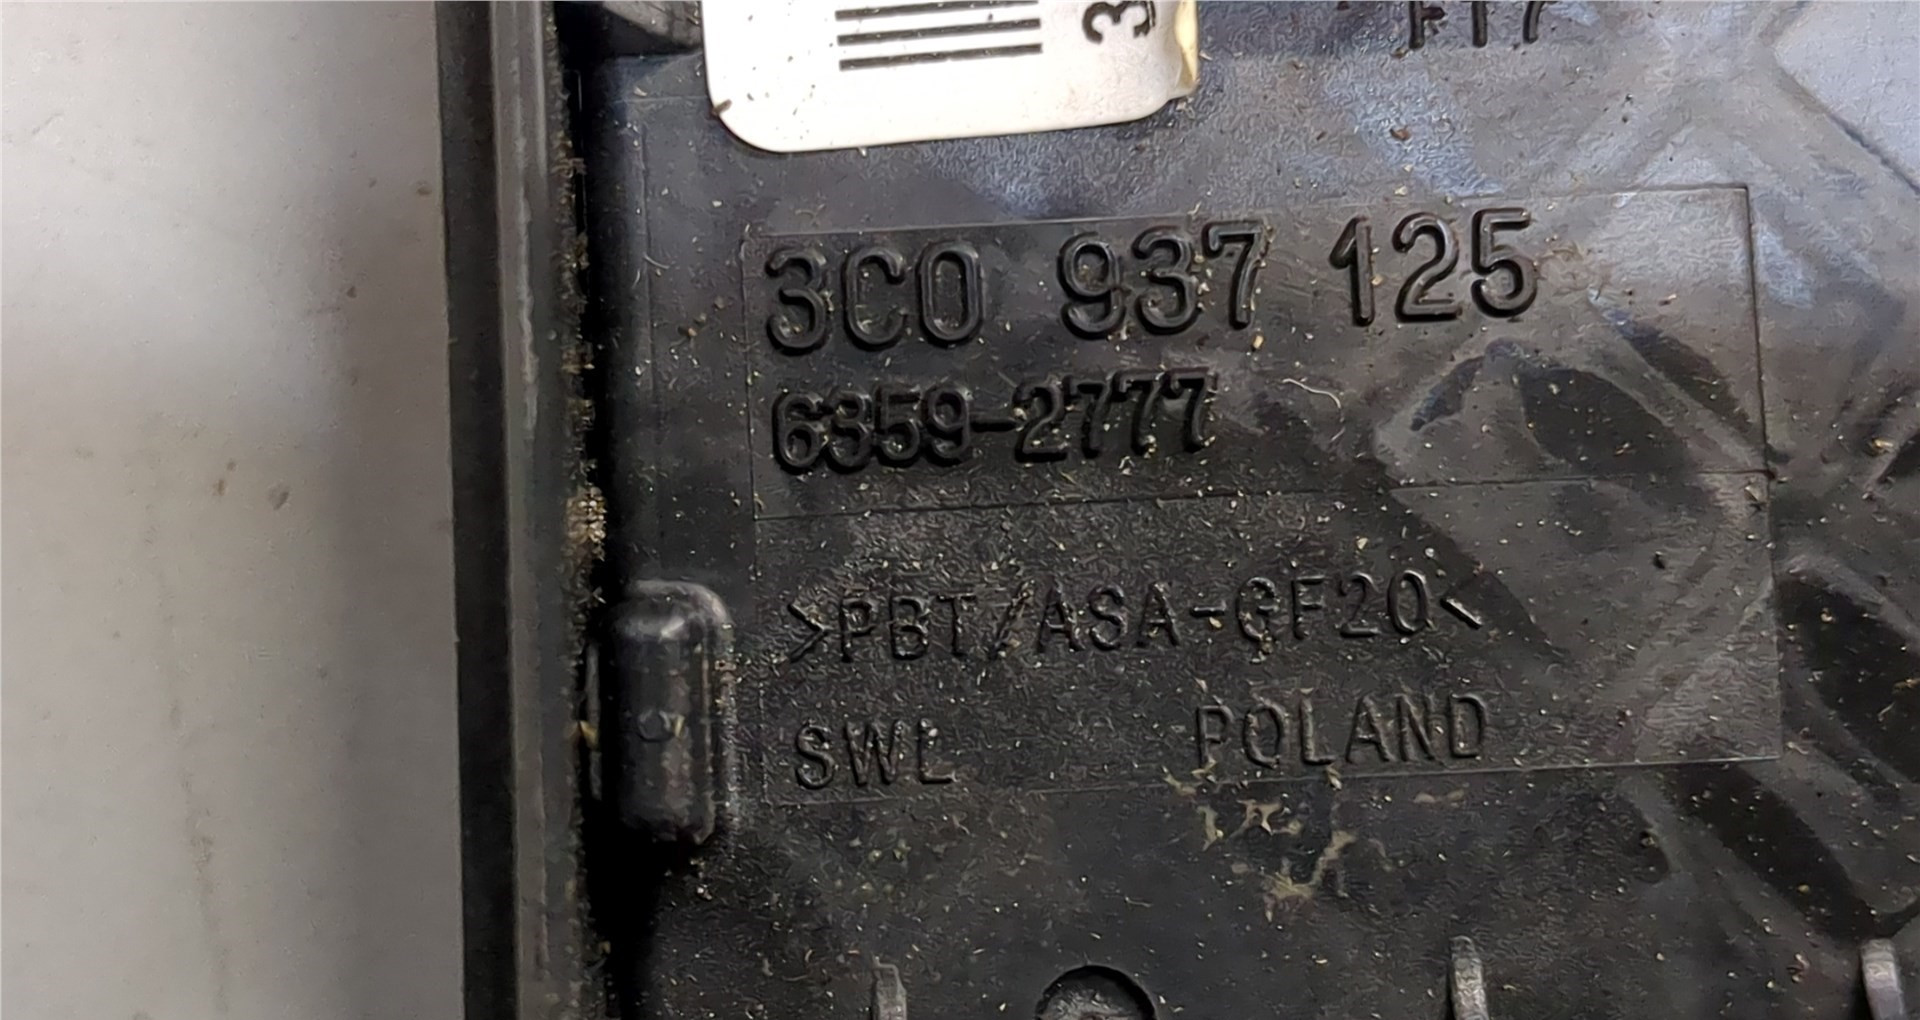 3C0 937 125
6359-2777
>PBT/ASA-GF20<
SWL POLAND